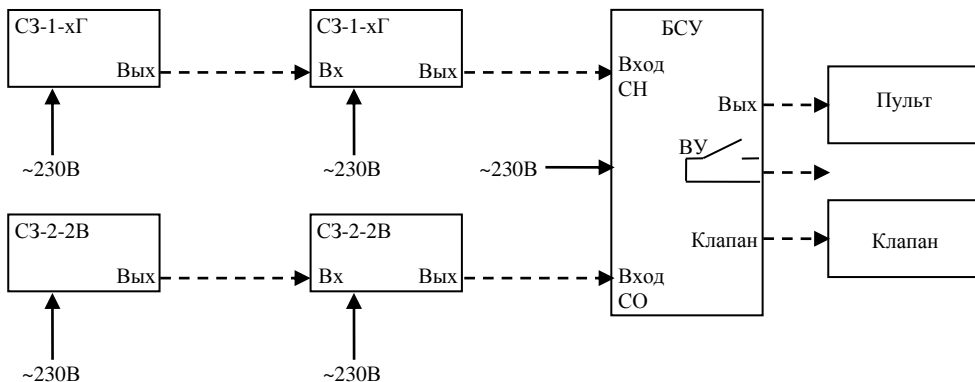 СЗ-1-хГ
Вых
~230В
СЗ-1-хГ
Вх Вых
~230В
БСУ
Вход
СН
Вых
ВУ
~230В
Клапан
Вход
СО
Пульт
Клапан
СЗ-2-2В
Вых
~230В
СЗ-2-2В
Вх Вых
~230В